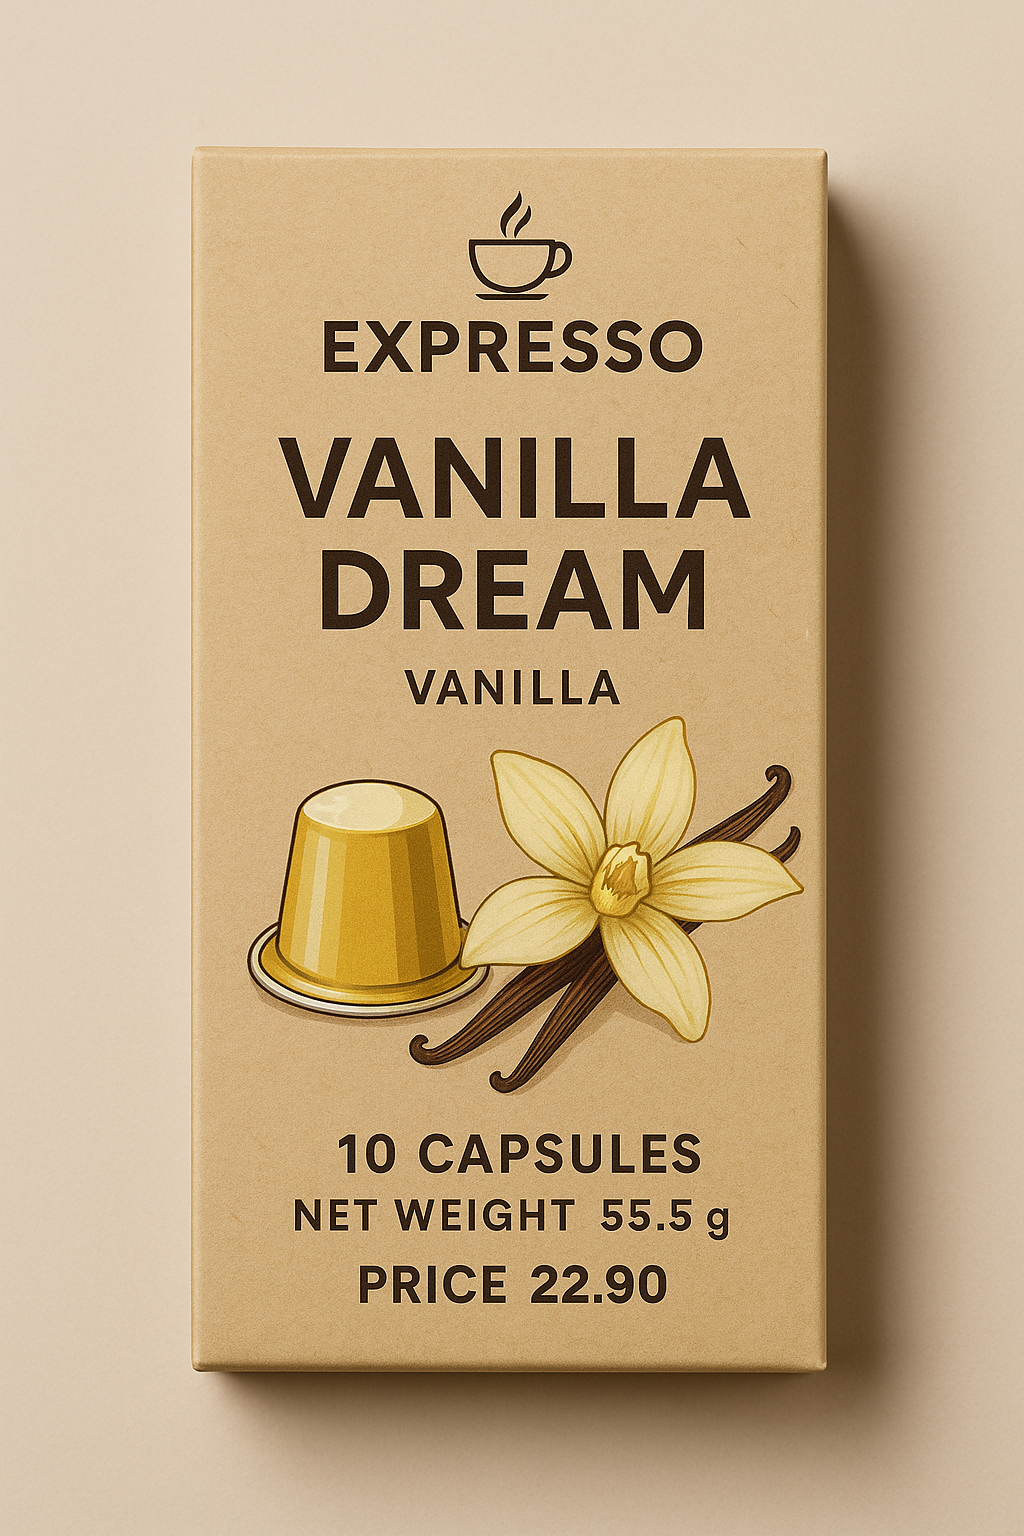 EXPRESSO
VANILLA
DREAM
VANILLA
10 CAPSULES
NET WEIGHT 55.5 g
PRICE 22.90